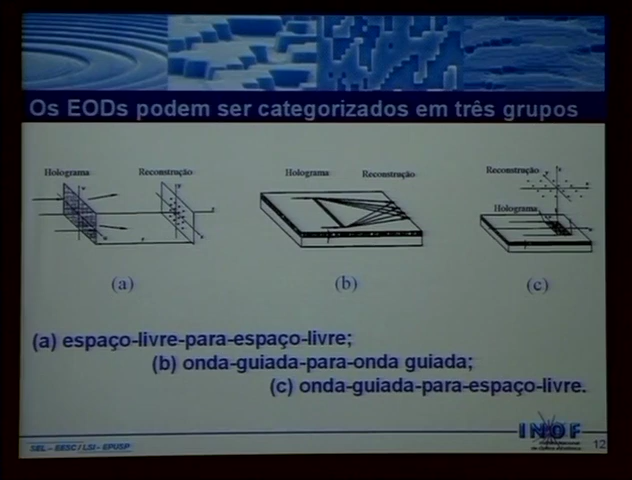 Os EODs podem ser categorizados em três grupos
Holograma
Reconstrução
Holograma
Reconstrução
Reconstrução
Holograma
(a)
(b)
(c)
(a) espaço-livre-para-espaço-livre;
(b) onda-guiada-para-onda guiada;
(c) onda-guiada-para-espaço-livre.
SEL – EESC / LSI - EPUSP
INOF
12